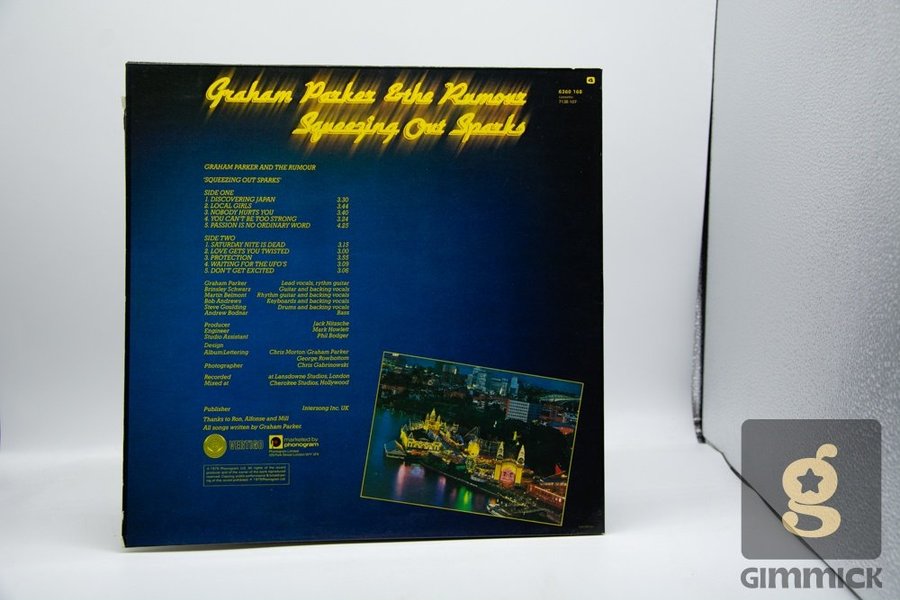 Graham Parker & the Rumour
Squeezing Out Sparks
6360 168
7138 107
GRAHAM PARKER AND THE RUMOUR
'SQUEEZING OUT SPARKS'
SIDE ONE
1. DISCOVERING JAPAN 3.30
2. LOCAL GIRLS 3.44
3. NOBODY HURTS YOU 3.40
4. YOU CAN'T BE TOO STRONG 3.24
5. PASSION IS NO ORDINARY WORD 4.25
SIDE TWO
1. SATURDAY NITE IS DEAD 3.15
2. LOVE GETS YOU TWISTED 3.00
3. PROTECTION 3.55
4. WAITING FOR THE UFO'S 3.09
5. DON'T GET EXCITED 3.06
Graham Parker Lead vocals, rythm guitar
Brinsley Schwarz Guitar and backing vocals
Martin Belmont Rhythm guitar and backing vocals
Bob Andrews Keyboards and backing vocals
Steve Goulding Drums and backing vocals
Andrew Bodnar Bass
Producer Jack Nitzsche
Engineer Mark Howlett
Studio Assistant Phil Bodger
Design
Album Lettering Chris Morton/Graham Parker
George Rowbottom
Photographer Chris Gabrinowski
Recorded at Lansdowne Studios, London
Mixed at Cherokee Studios, Hollywood
Publisher Intersong Inc. UK
Thanks to Ron, Alfonse and Mill
All songs written by Graham Parker
VERTIGO
marketed by
phonogram
g
GIMMICK